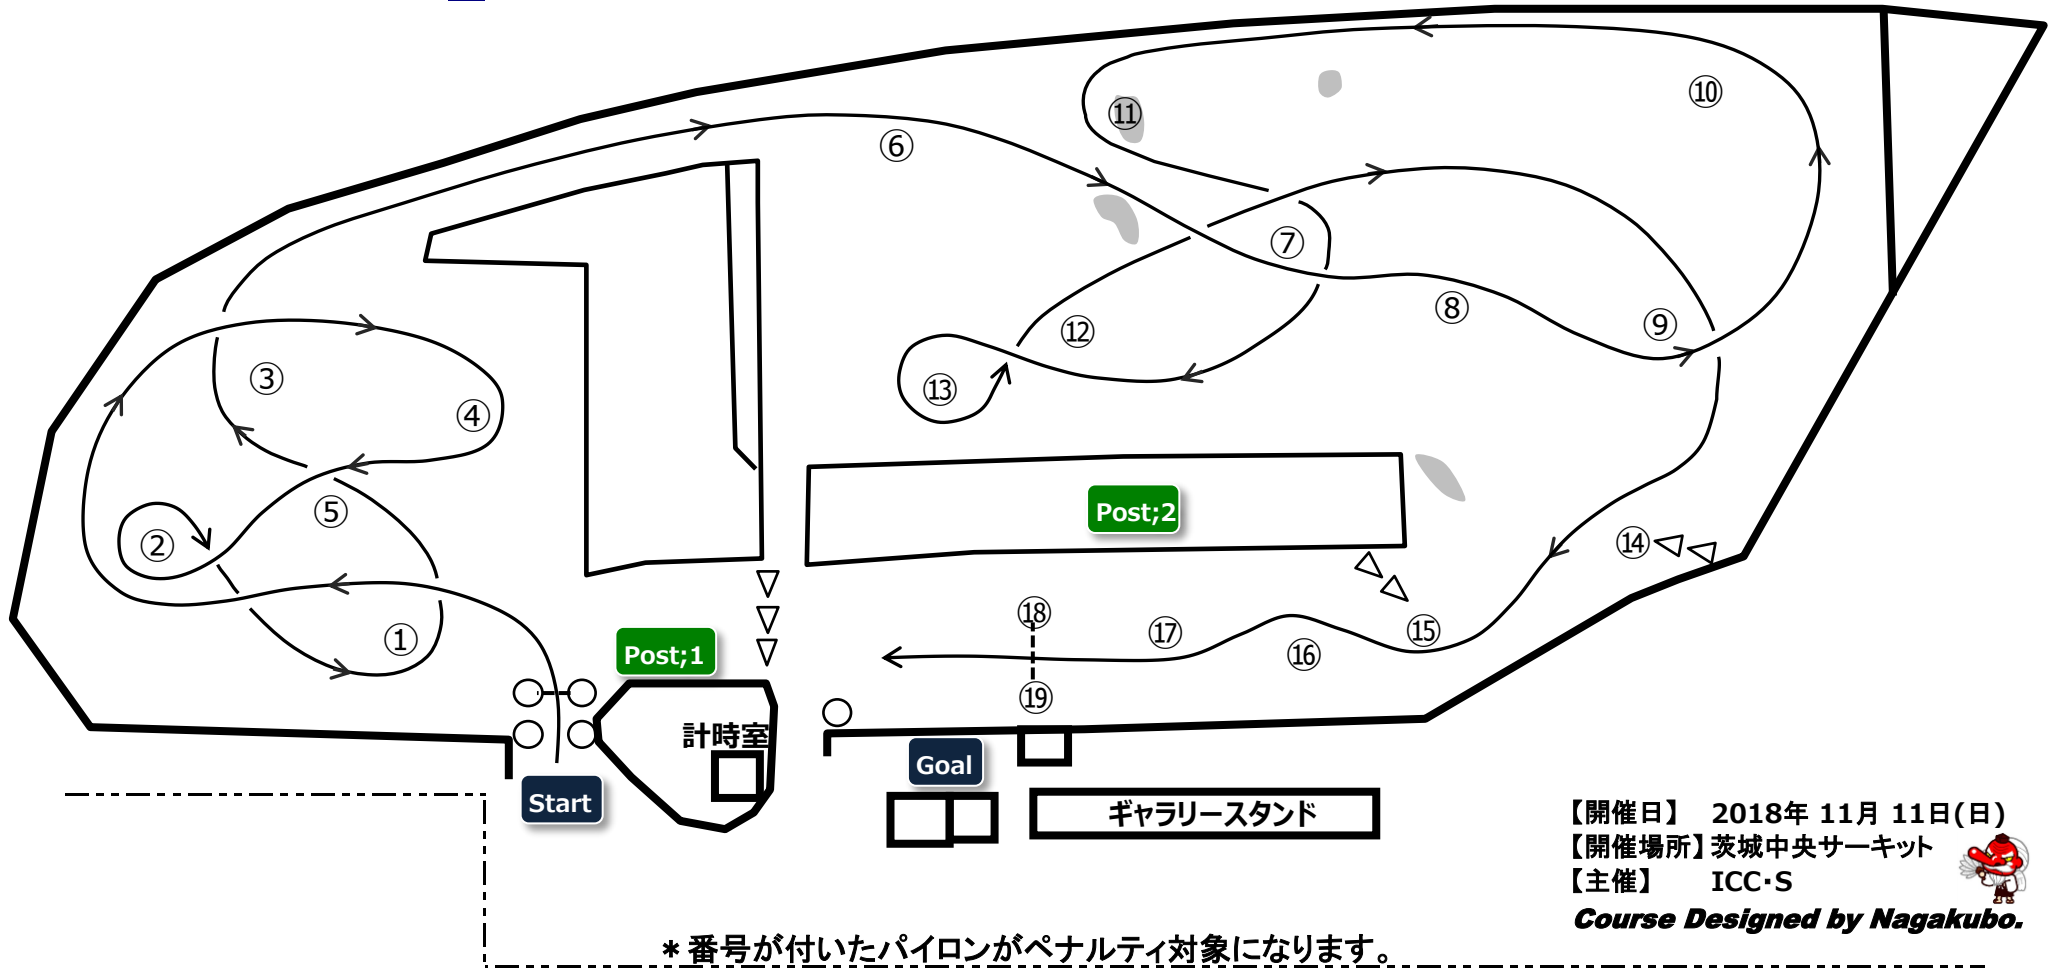 ⑩
⑪
⑥
⑦
⑧
⑨
⑫
③
⑬
④
⑤
Post;2
②
⑭
⑱
⑰
⑮
①
Post;1
⑯
⑲
計時室
Goal
Start
ギャラリースタンド
【開催日】 2018年 11月 11日(日)
【開催場所】茨城中央サーキット
【主催】 ICC・S
Course Designed by Nagakubo.
＊番号が付いたパイロンがペナルティ対象になります。